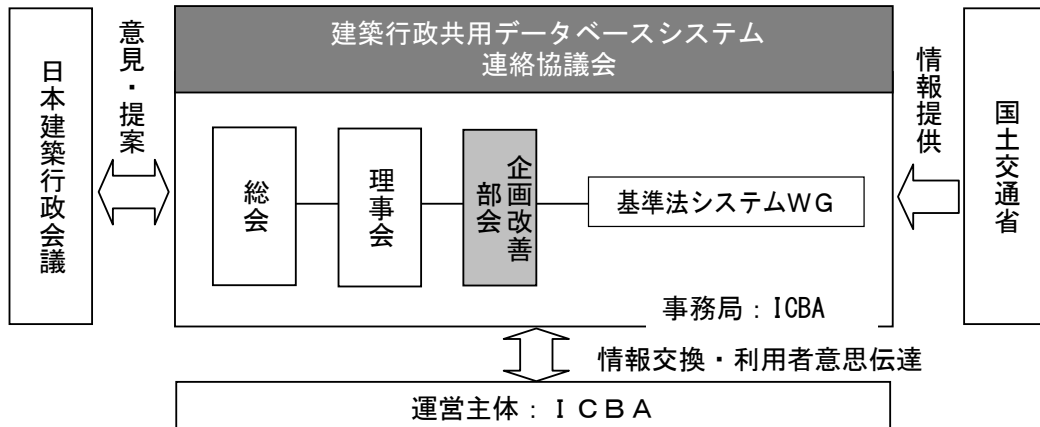 建築行政共用データベースシステム
連絡協議会
日本建築行政会議
意見・提案
総会
理事会
企画改善
部会
基準法システムＷＧ
事務局：ICBA
情報提供
国土交通省
情報交換・利用者意思伝達
運営主体：ＩＣＢＡ